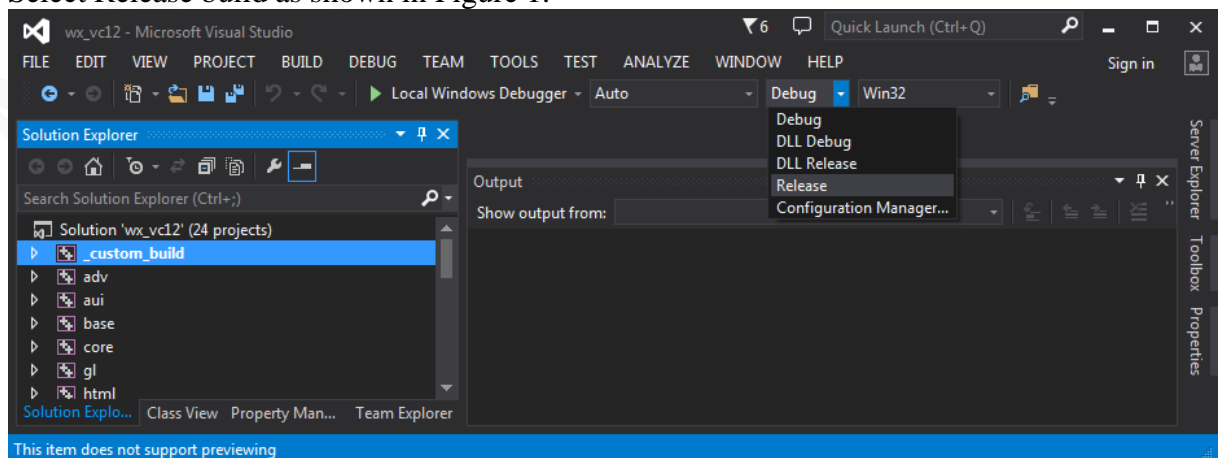 Select Release build as shown in Figure 1.
wx_vc12 - Microsoft Visual Studio
6
Quick Launch (Ctrl+Q)
FILE EDIT VIEW PROJECT BUILD DEBUG TEAM TOOLS TEST ANALYZE WINDOW HELP Sign in
Local Windows Debugger Auto Debug Win32
Debug
DLL Debug
DLL Release
Release
Configuration Manager...
Solution Explorer
Search Solution Explorer (Ctrl+;)
Solution 'wx_vc12' (24 projects)
_custom_build
adv
aui
base
core
gl
html
Solution Explo... Class View Property Man... Team Explorer
Output
Show output from:
Server Explorer
Toolbox
Properties
This item does not support previewing